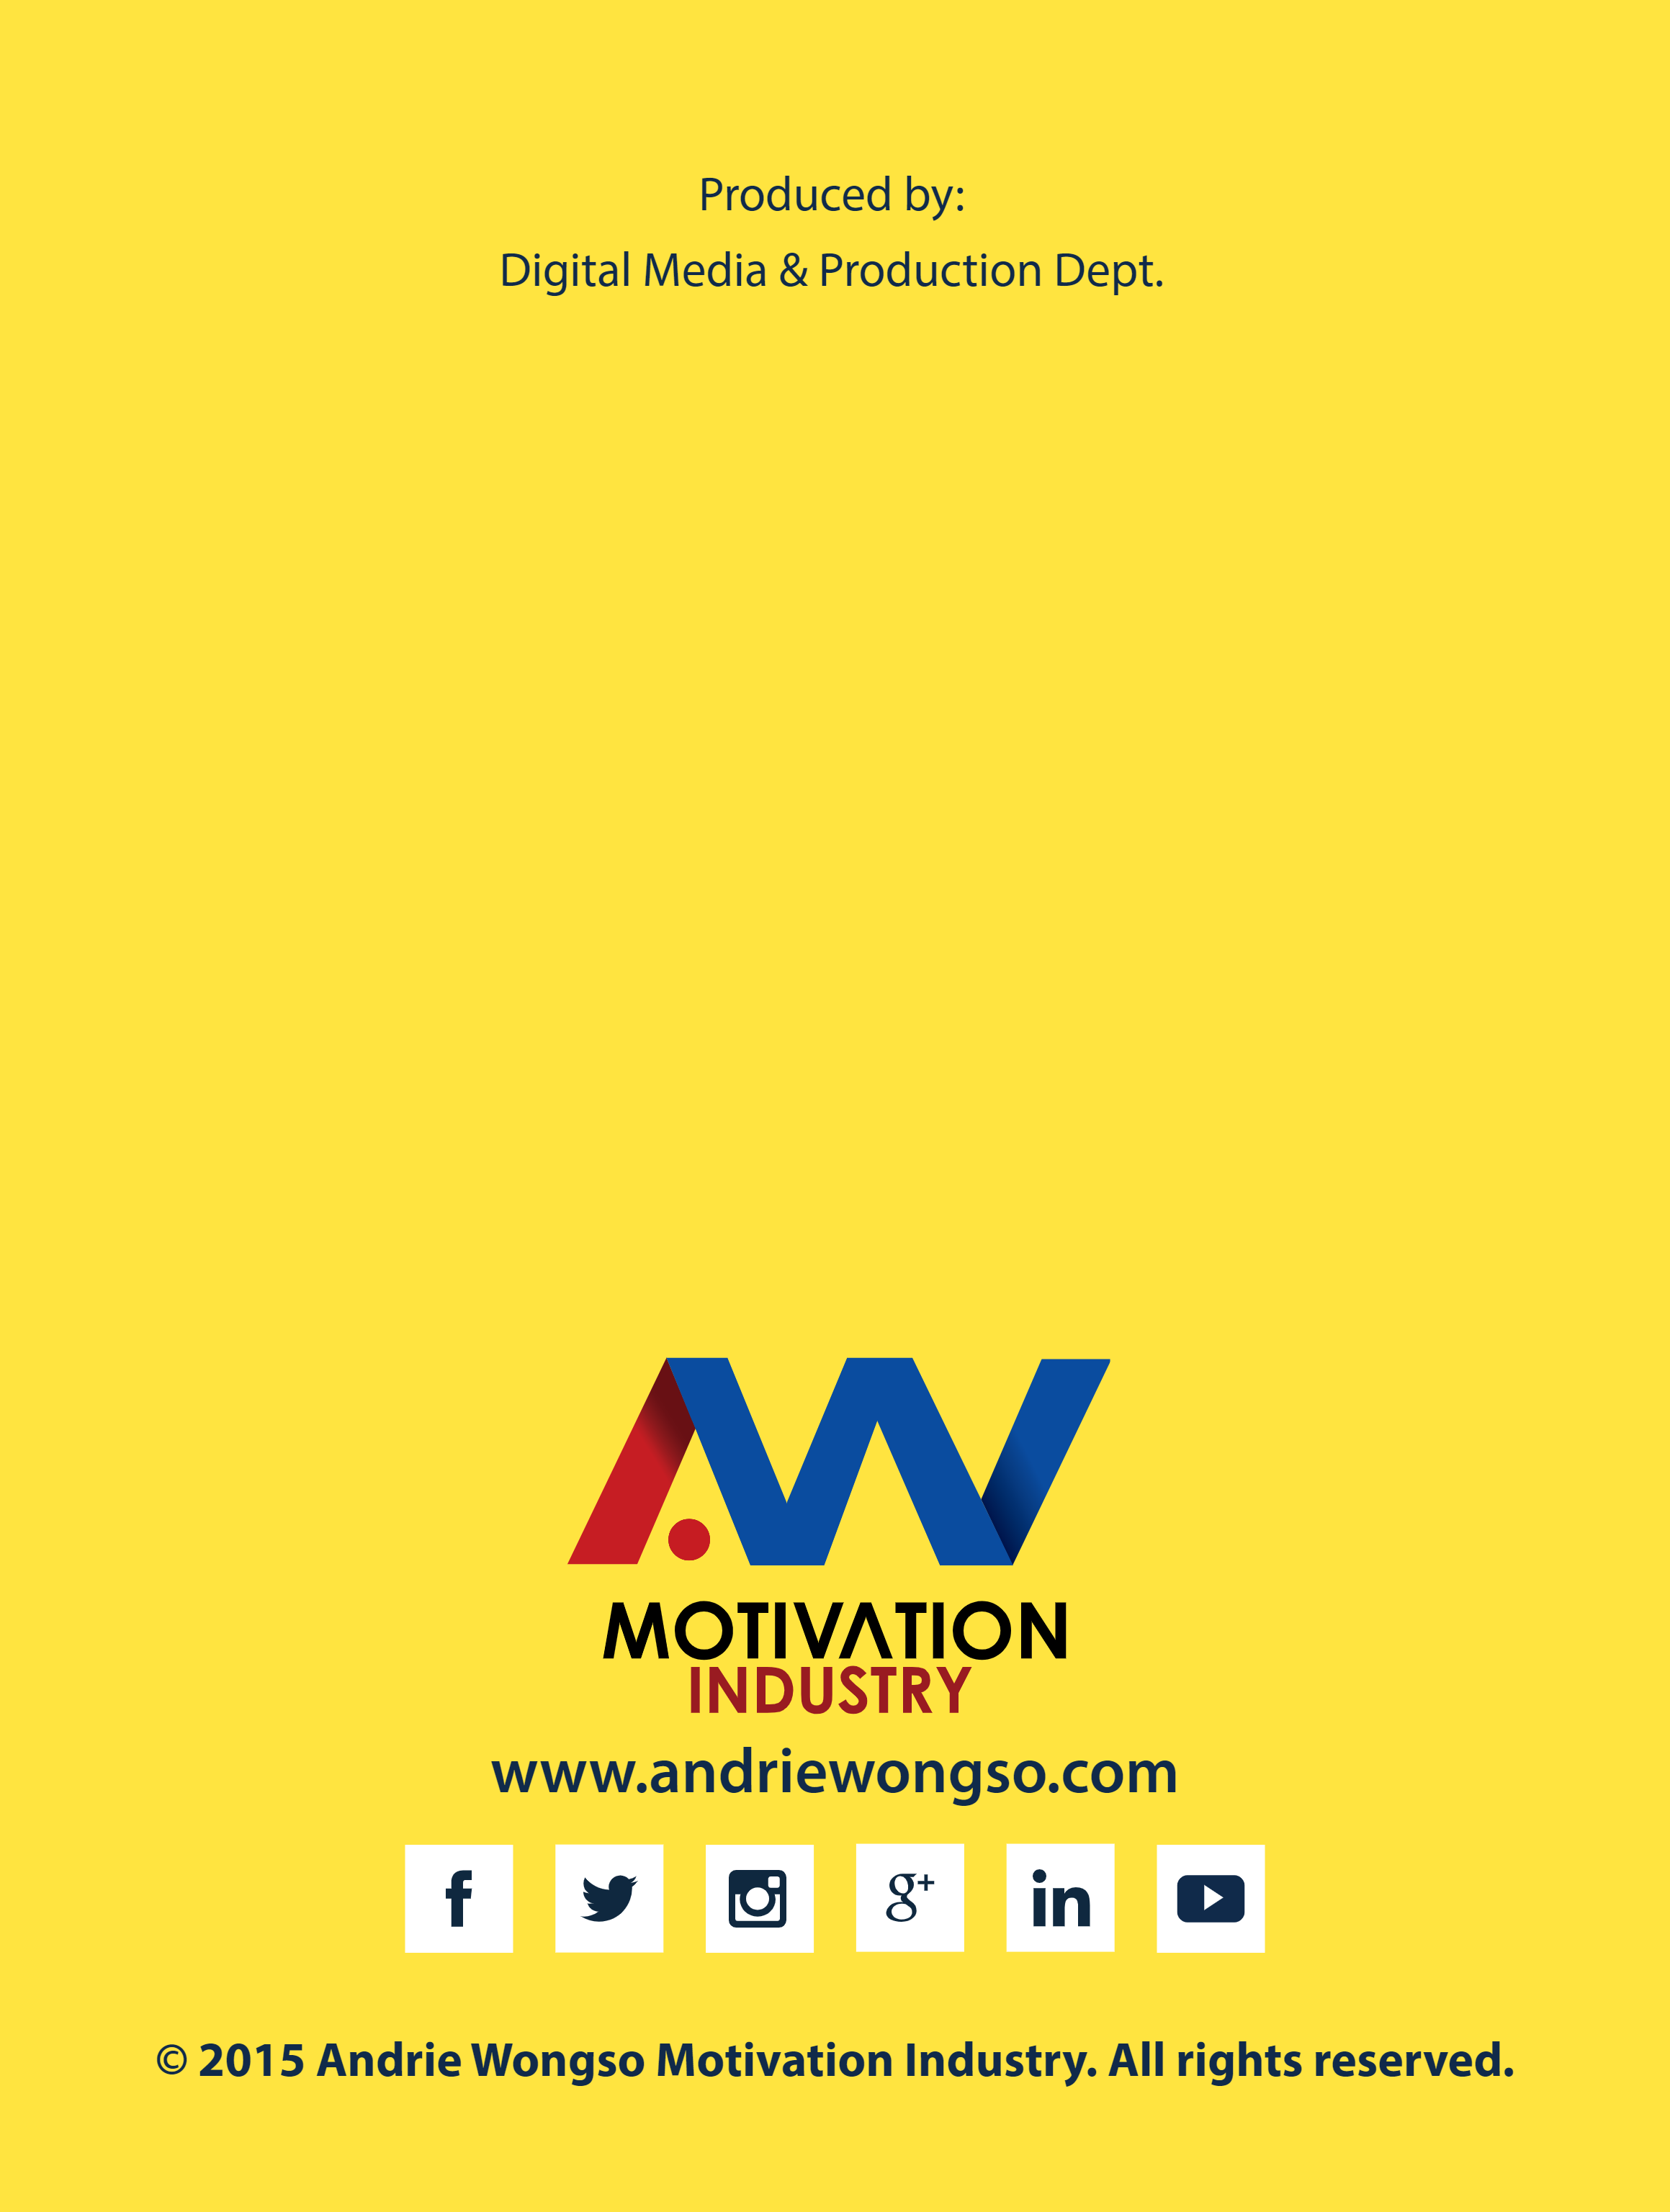 Produced by:
Digital Media & Production Dept.
AW
MOTIVATION
INDUSTRY
www.andriewongso.com
f
g+
in
© 2015 Andrie Wongso Motivation Industry. All rights reserved.